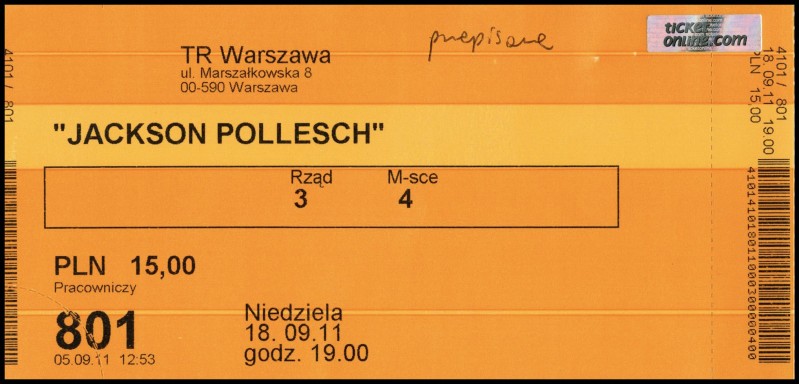 TR Warszawa
ul. Marszałkowska 8
00-590 Warszawa
przepisane
ticket
online.com
"JACKSON POLLESCH"
Rząd M-sce
3 4
PLN 15,00
Pracowniczy
801
05.09.11 12:53
Niedziela
18. 09.11
godz. 19.00
4101 / 801
4101 / 801
18. 09.11 19.00
PLN 15,00
4101410180110003000000400